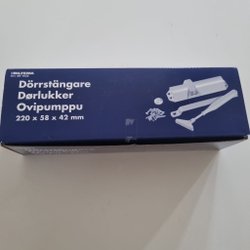 Dörrstängare
Dørlukker
Ovipumppu
220 x 58 x 42 mm